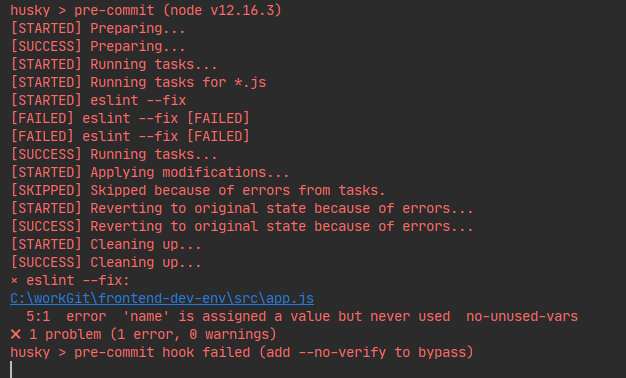 husky > pre-commit (node v12.16.3)
[STARTED] Preparing...
[SUCCESS] Preparing...
[STARTED] Running tasks...
[STARTED] Running tasks for *.js
[STARTED] eslint --fix
[FAILED] eslint --fix [FAILED]
[FAILED] eslint --fix [FAILED]
[SUCCESS] Running tasks...
[STARTED] Applying modifications...
[SKIPPED] Skipped because of errors from tasks.
[STARTED] Reverting to original state because of errors...
[SUCCESS] Reverting to original state because of errors...
[STARTED] Cleaning up...
[SUCCESS] Cleaning up...
× eslint --fix:
C:\workGit\frontend-dev-env\src\app.js
5:1  error  'name' is assigned a value but never used  no-unused-vars
❌ 1 problem (1 error, 0 warnings)
husky > pre-commit hook failed (add --no-verify to bypass)